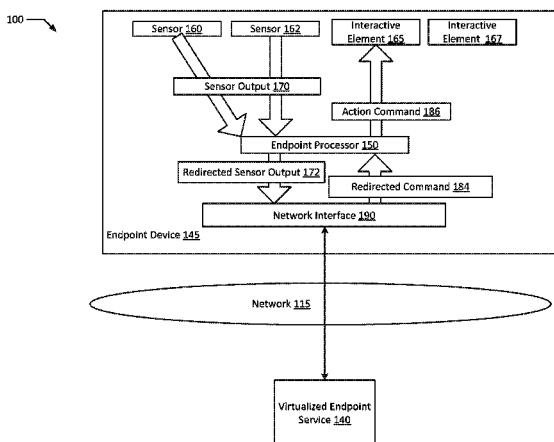 100
Sensor 160
Sensor 162
Interactive
Element 165
Interactive
Element 167
Sensor Output 170
Action Command 186
Endpoint Processor 150
Redirected Sensor Output 172
Redirected Command 184
Network Interface 190
Endpoint Device 145
Network 115
Virtualized Endpoint
Service 140